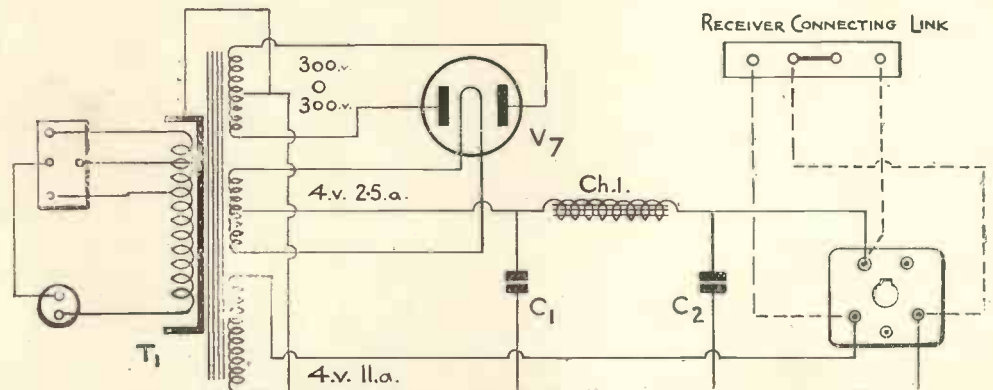 RECEIVER CONNECTING LINK
300.v.
O
300.v.
V7
4.v. 2.5.a.
Ch.1.
C1
C2
T1
4.v. 11.a.